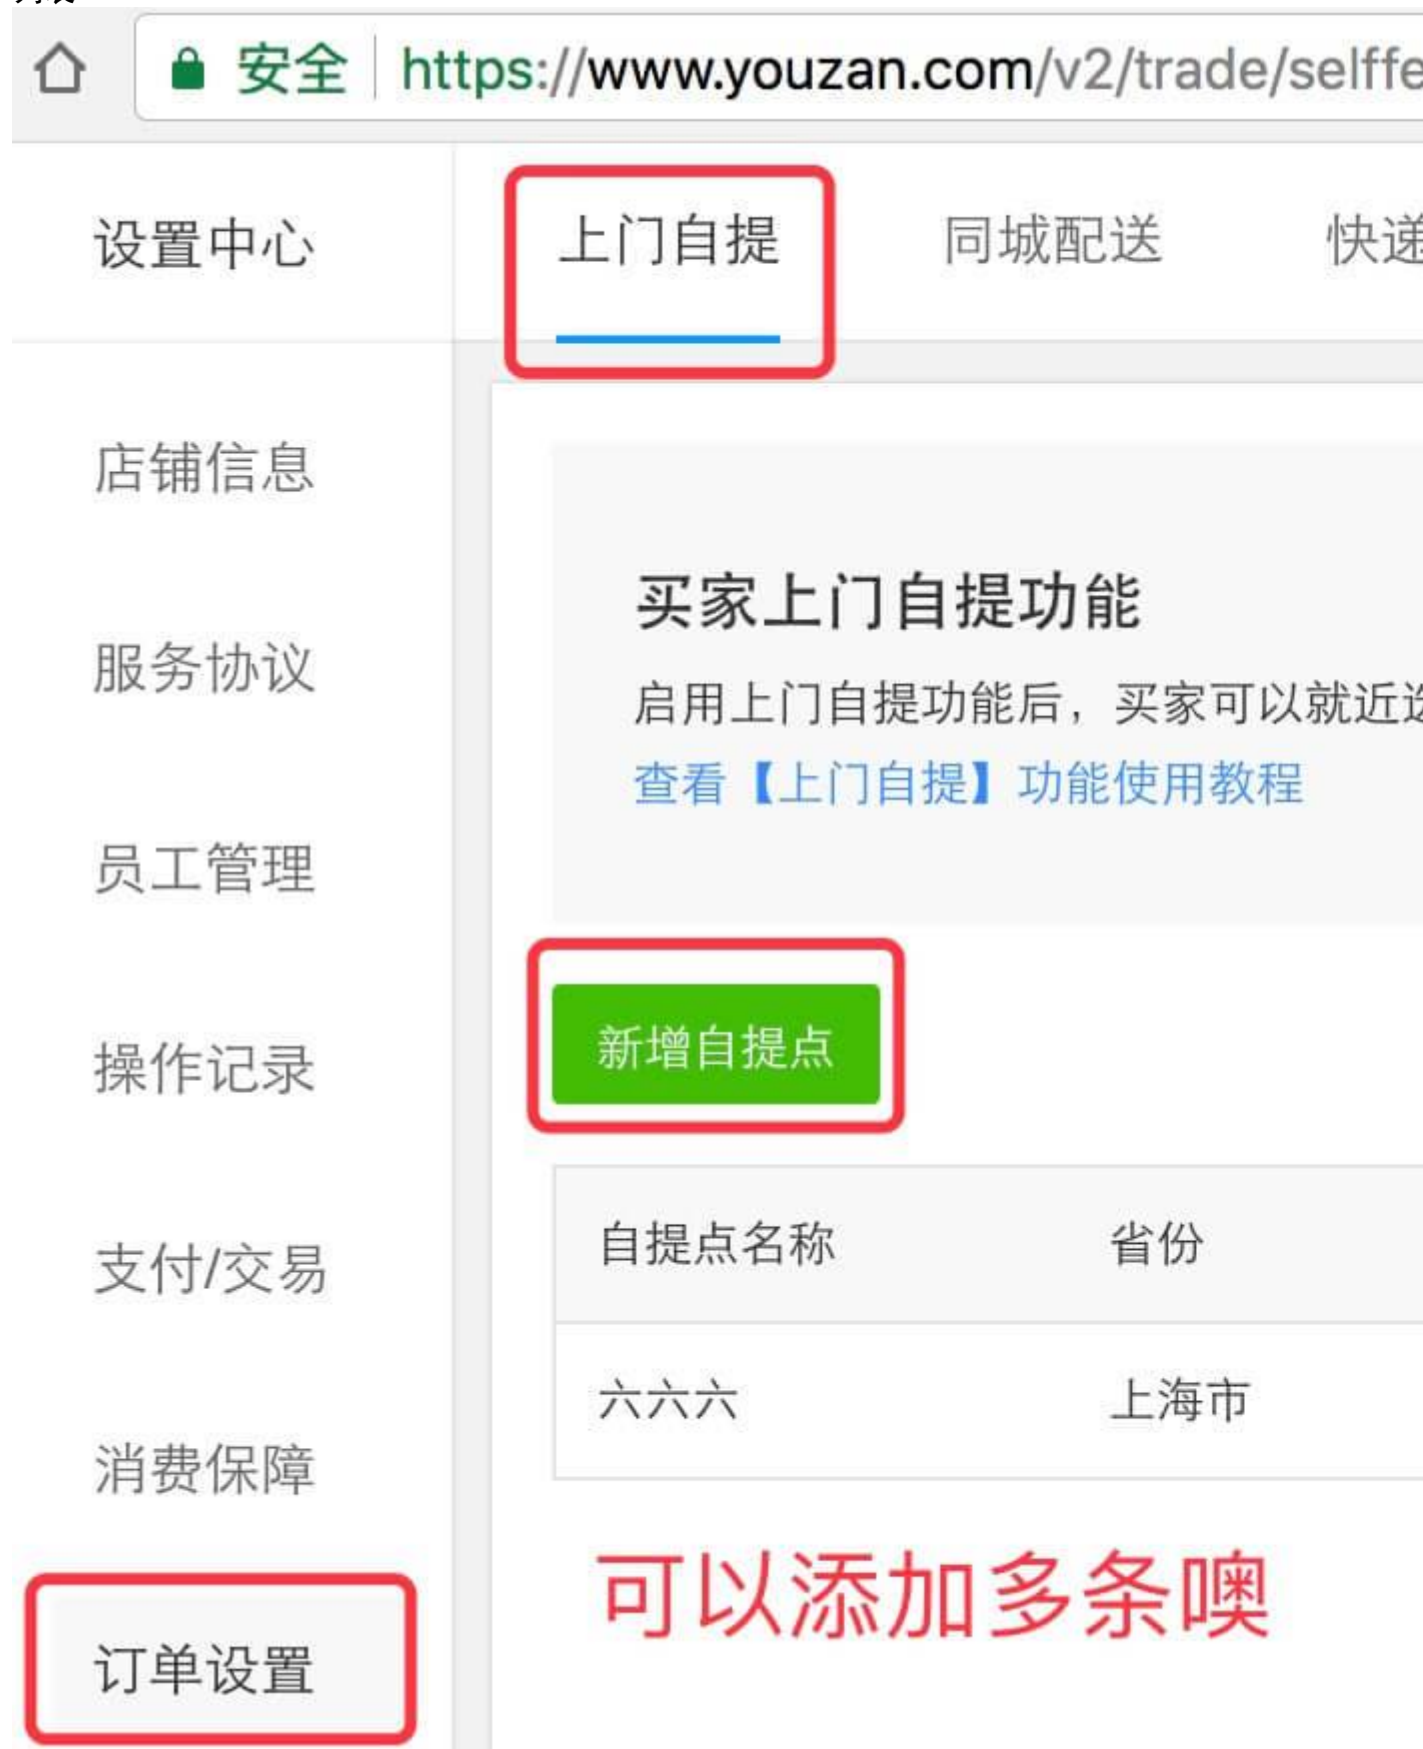 安全 https://www.youzan.com/v2/trade/selffe
设置中心
上门自提 同城配送 快递
店铺信息
服务协议
员工管理
操作记录
支付/交易
消费保障
订单设置
买家上门自提功能
启用上门自提功能后，买家可以就近
查看【上门自提】功能使用教程
新增自提点
自提点名称 省份
六六六 上海市
可以添加多条噢